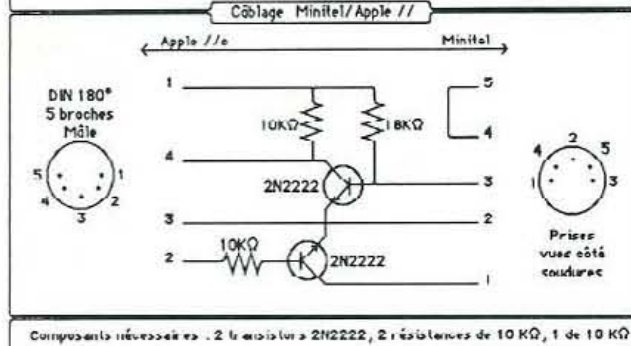 Câblage Minitel/Apple //
Apple //c
Minitel
DIN 180°
5 broches
Mâle
5
1
4
2
3
1
4
3
2
10KΩ
18KΩ
2N2222
10KΩ
2N2222
5
4
3
2
1
2
4
5
1
3
Prises
vues côté
soudures
Composants nécessaires : 2 transistors 2N2222, 2 résistances de 10 KΩ, 1 de 10 KΩ